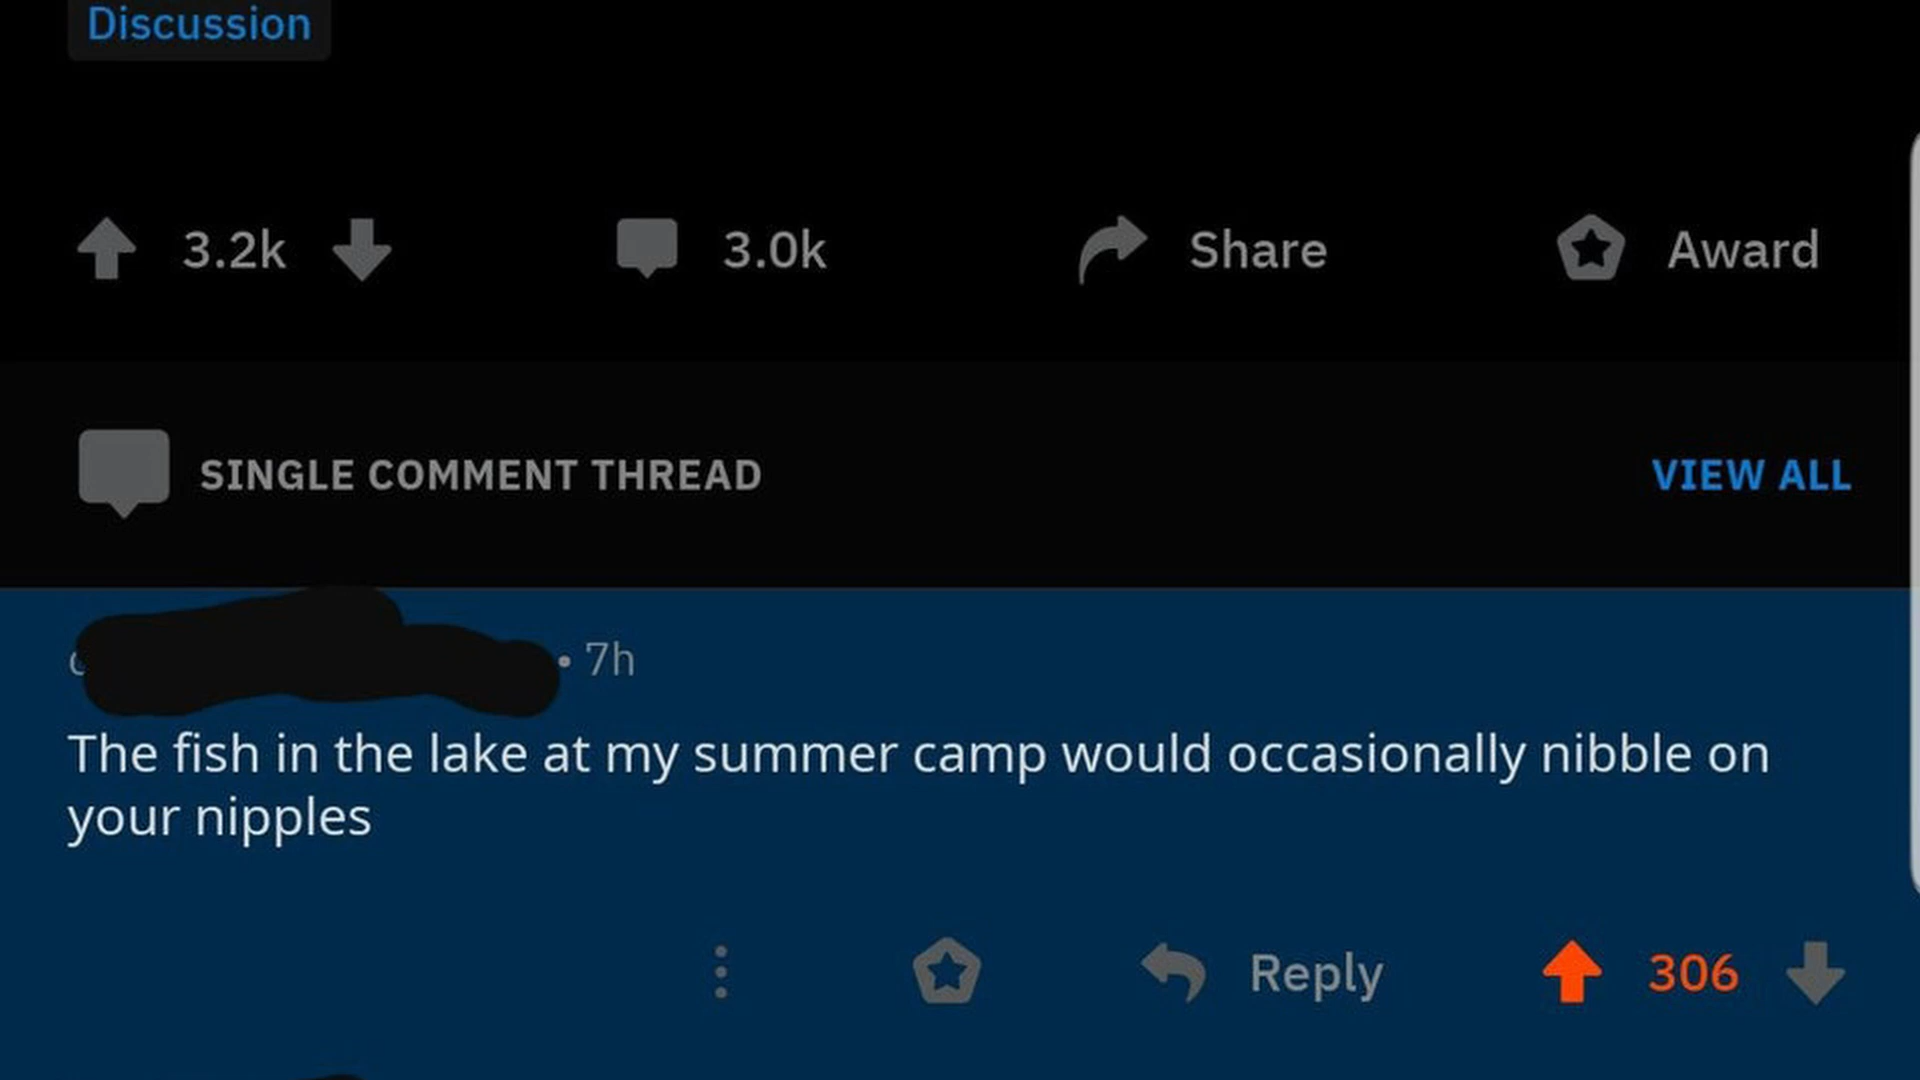 Discussion
3.2k 3.0k Share Award
SINGLE COMMENT THREAD VIEW ALL
• 7h
The fish in the lake at my summer camp would occasionally nibble on
your nipples
Reply 306